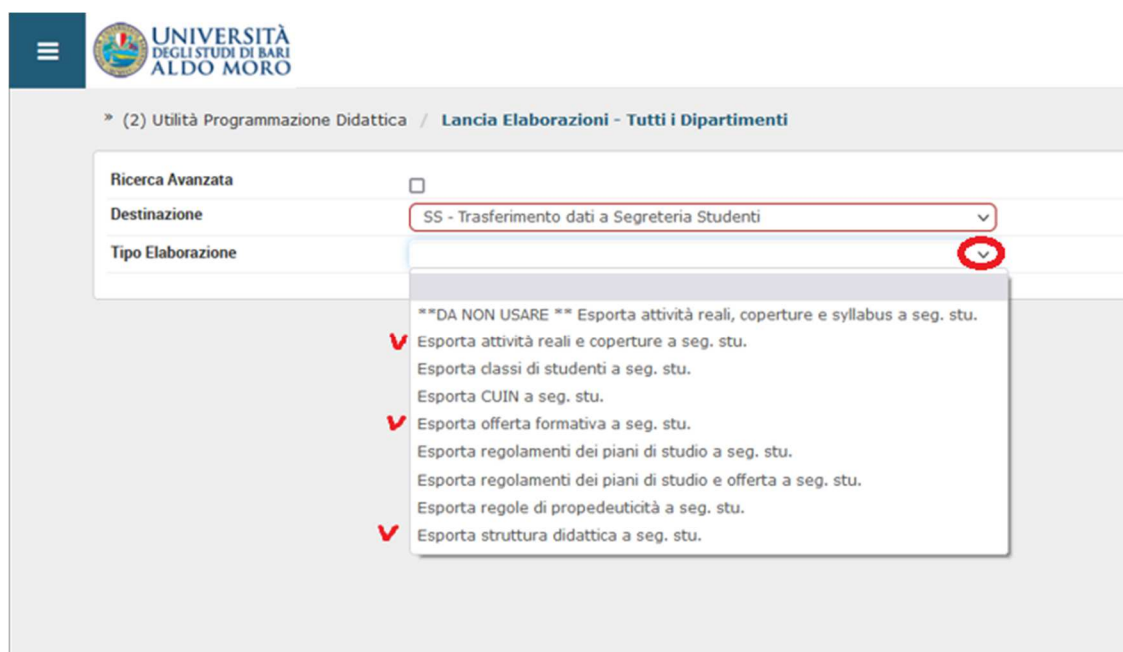 UNIVERSITÀ
DEGLI STUDI DI BARI
ALDO MORO
» (2) Utilità Programmazione Didattica / Lancia Elaborazioni - Tutti i Dipartimenti
Ricerca Avanzata
Destinazione SS - Trasferimento dati a Segreteria Studenti
Tipo Elaborazione
**DA NON USARE ** Esporta attività reali, coperture e syllabus a seg. stu.
Esporta attività reali e coperture a seg. stu.
Esporta classi di studenti a seg. stu.
Esporta CUIN a seg. stu.
Esporta offerta formativa a seg. stu.
Esporta regolamenti dei piani di studio a seg. stu.
Esporta regolamenti dei piani di studio e offerta a seg. stu.
Esporta regole di propedeuticità a seg. stu.
Esporta struttura didattica a seg. stu.